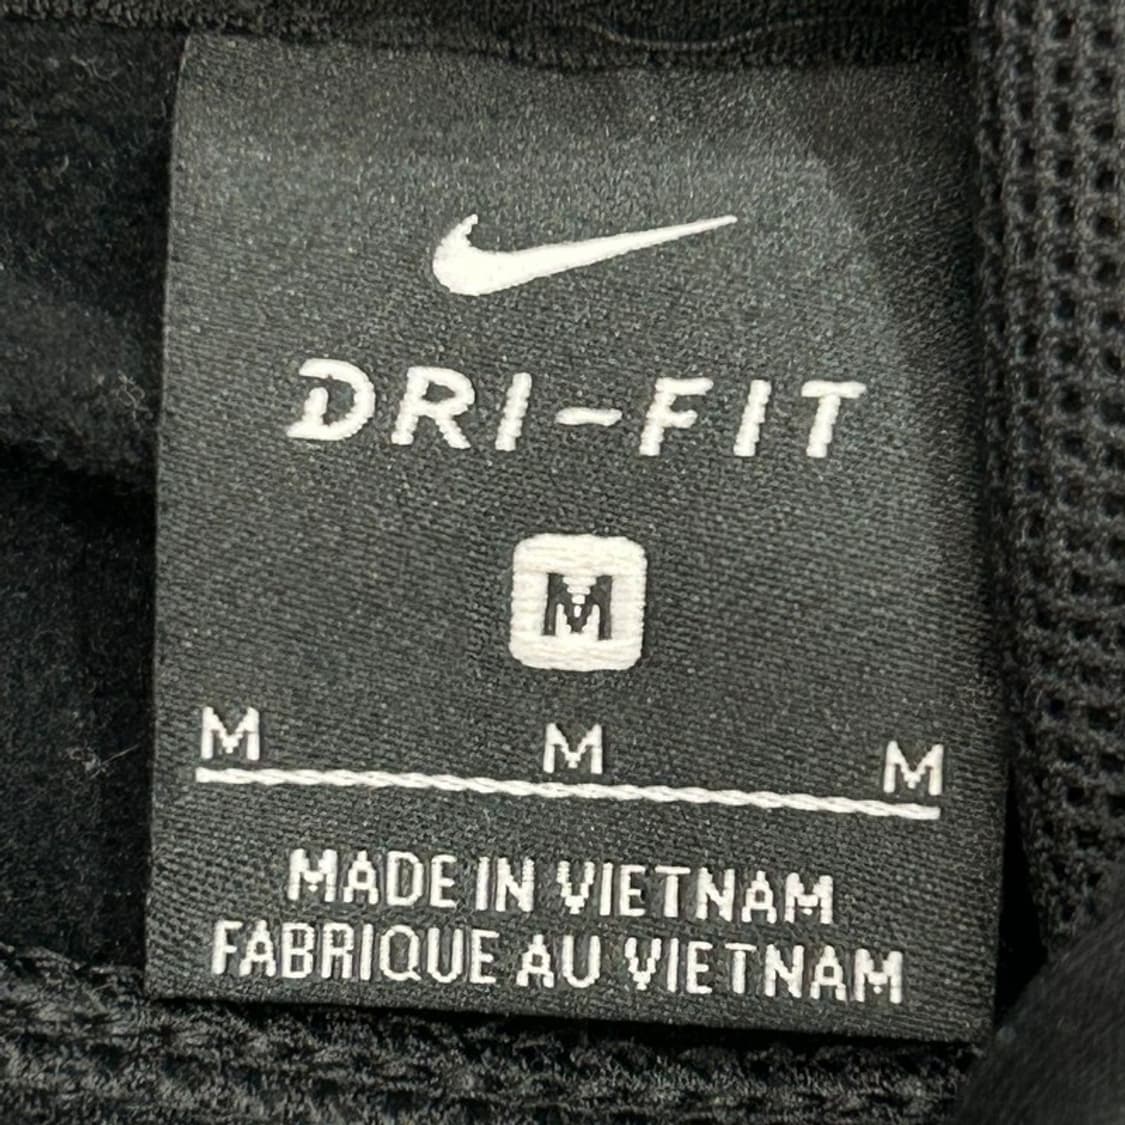 DRI-FIT
M
M M M
MADE IN VIETNAM
FABRIQUE AU VIETNAM